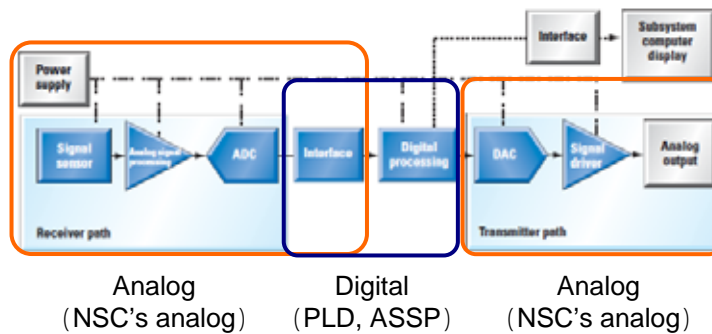 Interface
Subsystem
computer
display
Power
supply
Signal
sensor
Analog signal
processing
ADC
Interface
Digital
processing
DAC
Signal
driver
Analog
output
Receiver path
Transmitter path
Analog
(NSC's analog)
Digital
(PLD, ASSP)
Analog
(NSC's analog)